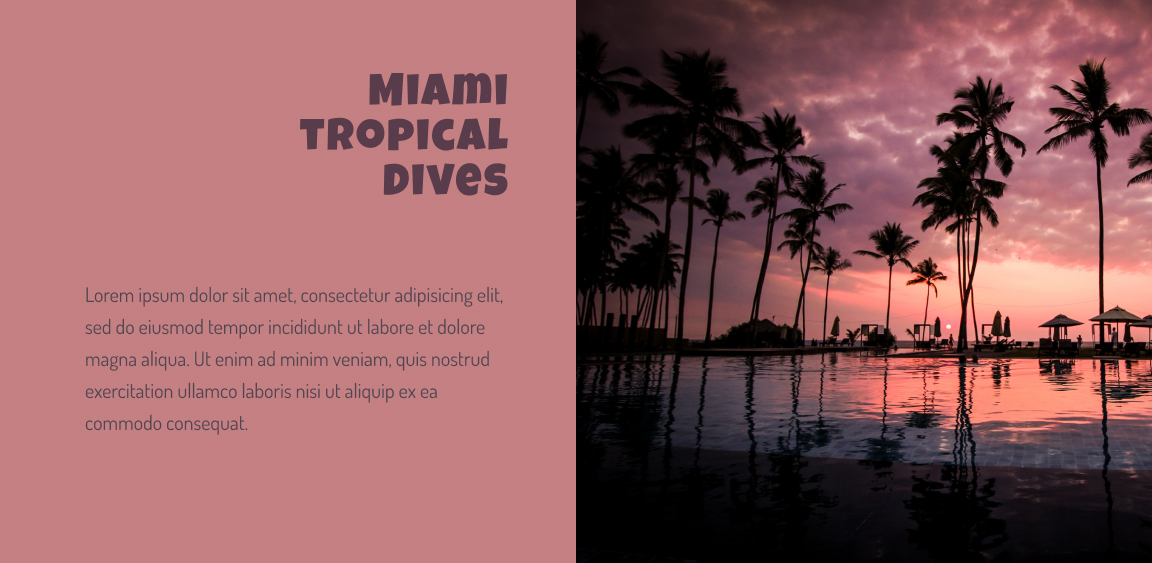 MIAMI
TROPICAL
DIVES
Lorem ipsum dolor sit amet, consectetur adipisicing elit,
sed do eiusmod tempor incididunt ut labore et dolore
magna aliqua. Ut enim ad minim veniam, quis nostrud
exercitation ullamco laboris nisi ut aliquip ex ea
commodo consequat.